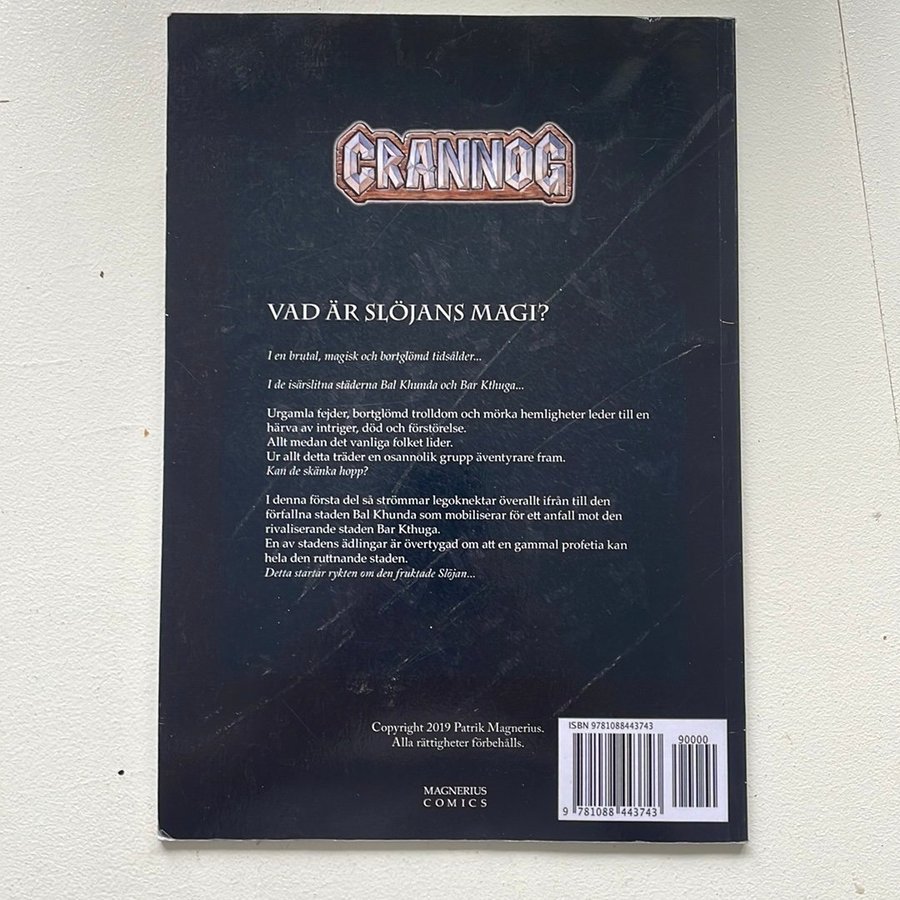 CRANNOG
VAD ÄR SLÖJANS MAGI?
I en brutal, magisk och bortglömd tidsålder...
I de isärslitna städerna Bal Khunda och Bar Kthuga...
Urgamla fejder, bortglömd trolldom och mörka hemligheter leder till en
härva av intriger, död och förstörelse.
Allt medan det vanliga folket lider.
Ur allt detta träder en osannolik grupp äventyrare fram.
Kan de skänka hopp?
I denna första del så strömmar legoknektar överallt ifrån till den
förfallna staden Bal Khunda som mobiliserar för ett anfall mot den
rivaliserande staden Bar Kthuga.
En av stadens ädlingar är övertygad om att en gammal profetia kan
hela den ruttnande staden.
Detta startar rykten om den fruktade Slöjan...
Copyright 2019 Patrik Magnerius.
Alla rättigheter förbehålls.
MAGNERIUS
COMICS
ISBN 9781088443743
90000
9 781088 443743